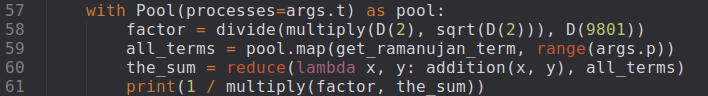 57 with Pool(processes=args.t) as pool:
58 factor = divide(multiply(D(2), sqrt(D(2))), D(9801))
59 all_terms = pool.map(get_ramanujan_term, range(args.p))
60 the_sum = reduce(lambda x, y: addition(x, y), all_terms)
61 print(1 / multiply(factor, the_sum))